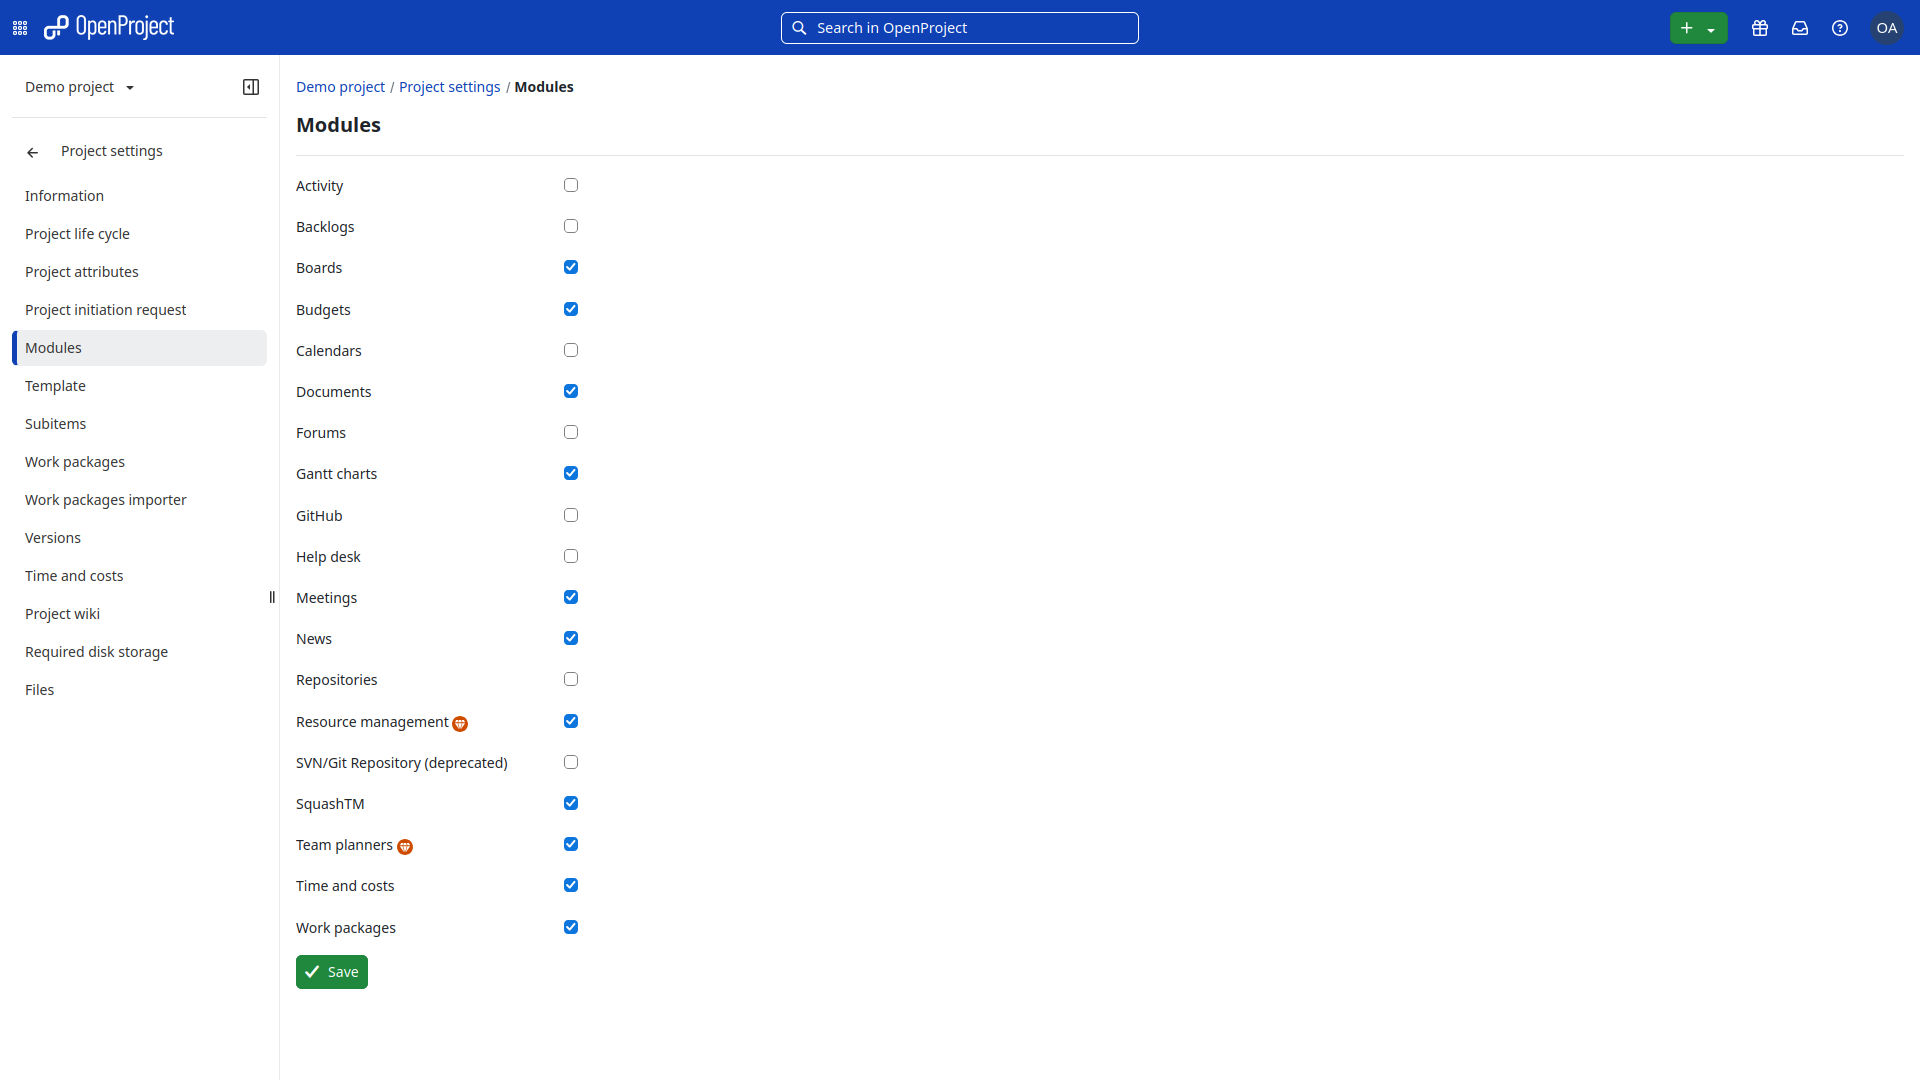 OpenProject
Search in OpenProject
OA
Demo project
Project settings
Information
Project life cycle
Project attributes
Project initiation request
Modules
Template
Subitems
Work packages
Work packages importer
Versions
Time and costs
Project wiki
Required disk storage
Files
Demo project / Project settings / Modules
Modules
Activity
Backlogs
Boards
Budgets
Calendars
Documents
Forums
Gantt charts
GitHub
Help desk
Meetings
News
Repositories
Resource management
SVN/Git Repository (deprecated)
SquashTM
Team planners
Time and costs
Work packages
Save